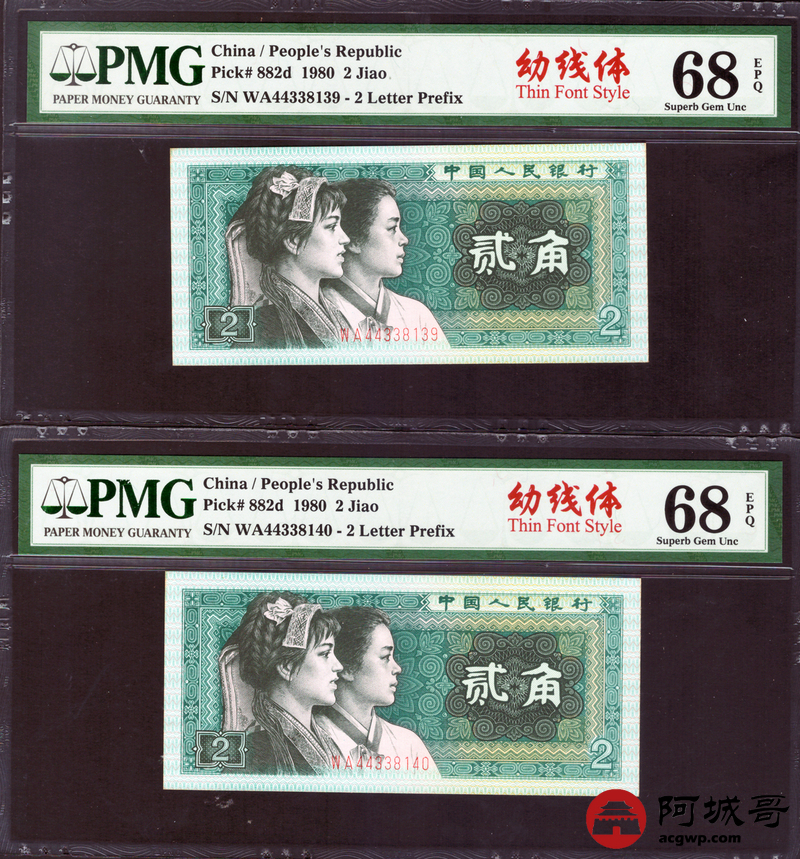 PMG
PAPER MONEY GUARANTY
China / People's Republic
Pick# 882d 1980 2 Jiao
S/N WA44338139 - 2 Letter Prefix
幼线体
Thin Font Style
68
EPQ
Superb Gem Unc
中国人民银行
贰角
2
2
WA44338139
PMG
PAPER MONEY GUARANTY
China / People's Republic
Pick# 882d 1980 2 Jiao
S/N WA44338140 - 2 Letter Prefix
幼线体
Thin Font Style
68
EPQ
Superb Gem Unc
中国人民银行
贰角
2
2
WA44338140
阿城哥
acgwp.com